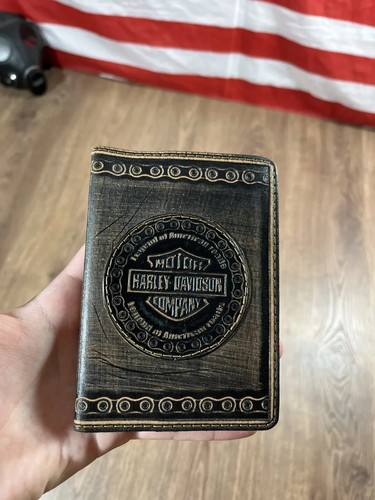 Legend of American roads
MOTOR
HARLEY-DAVIDSON
COMPANY
Legend of American roads